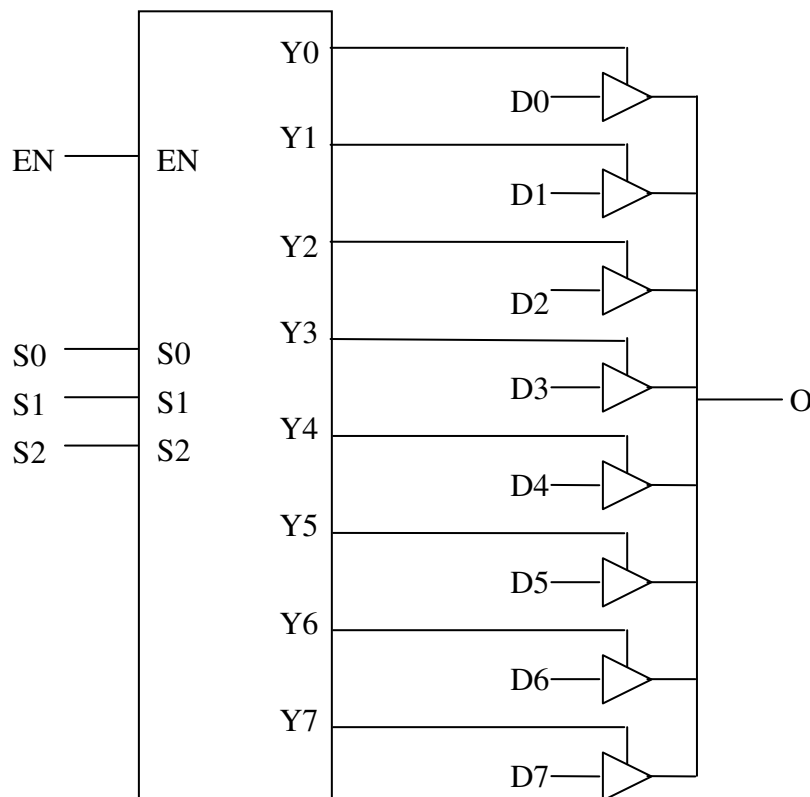 Y0
D0
Y1
EN EN D1
Y2
D2
Y3
S0 S0
D3
S1 S1 O
Y4
S2 S2
D4
Y5
D5
Y6
D6
Y7
D7